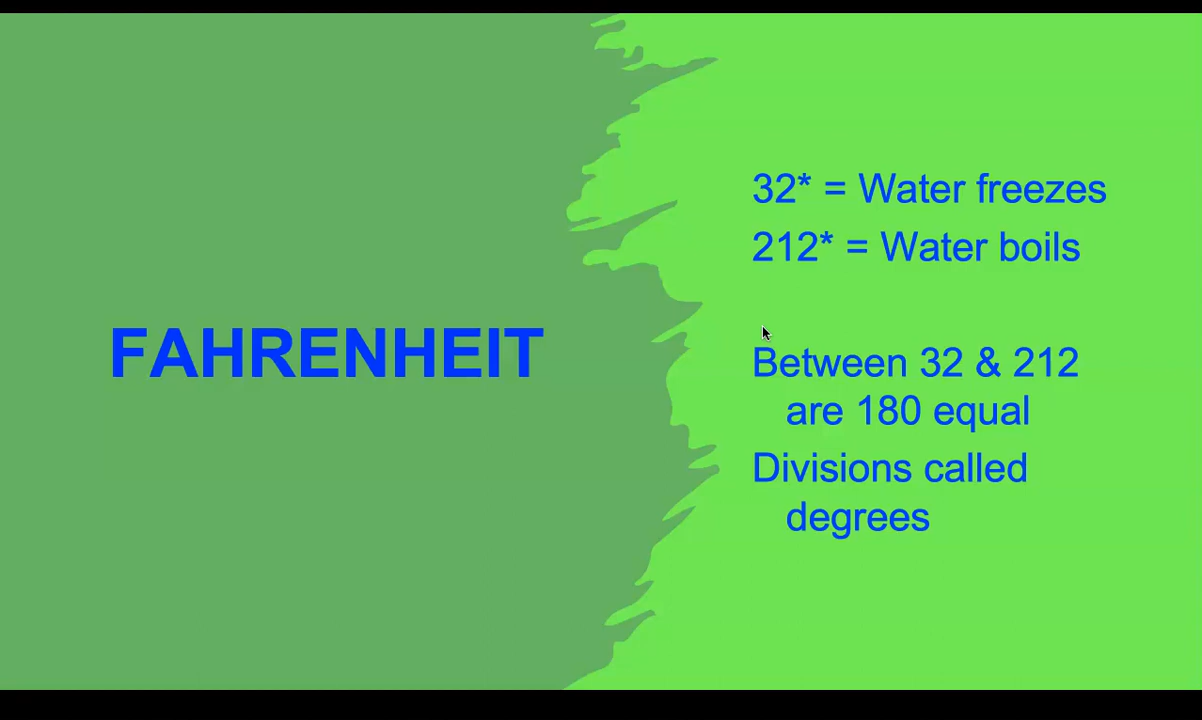 FAHRENHEIT
32* = Water freezes
212* = Water boils
Between 32 & 212
are 180 equal
Divisions called
degrees